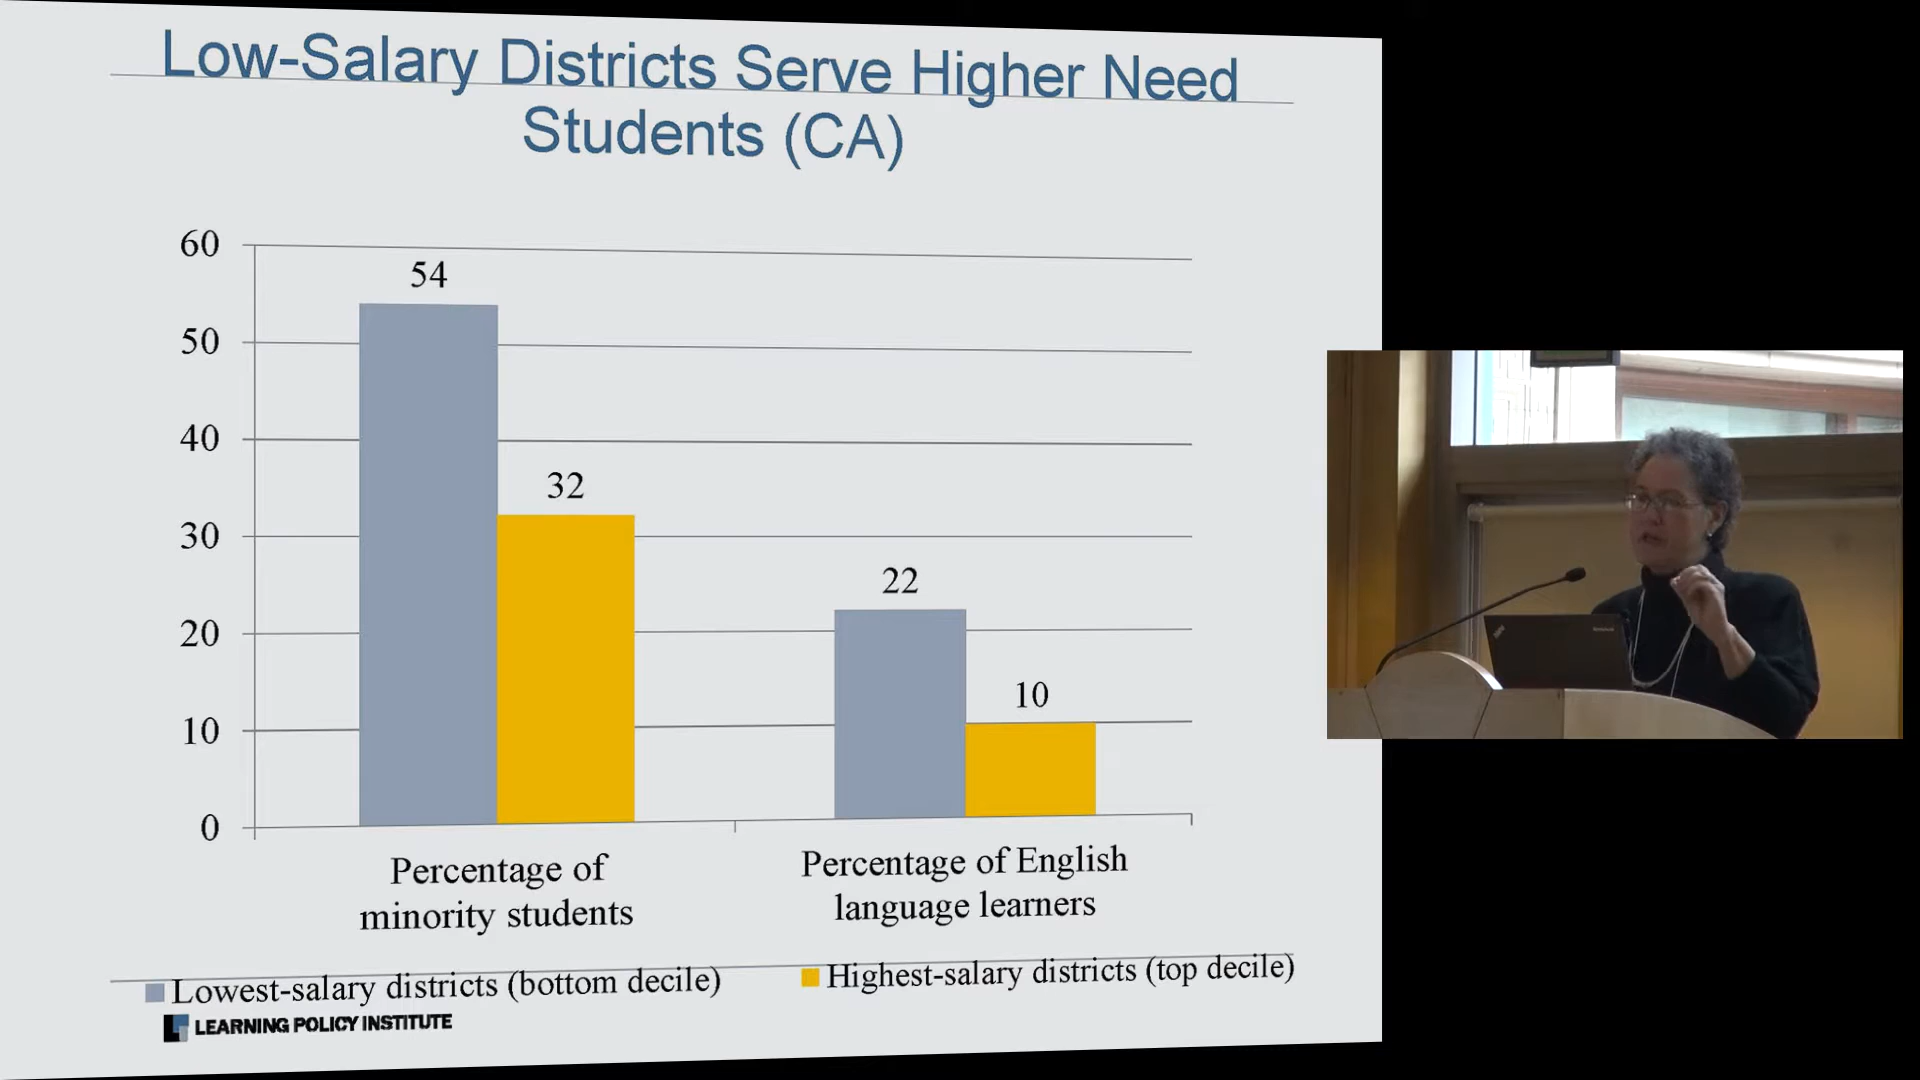 Low-Salary Districts Serve Higher Need
Students (CA)
60
50
40
30
20
10
0
54
32
22
10
Percentage of
minority students
Percentage of English
language learners
Lowest-salary districts (bottom decile)
Highest-salary districts (top decile)
LEARNING POLICY INSTITUTE